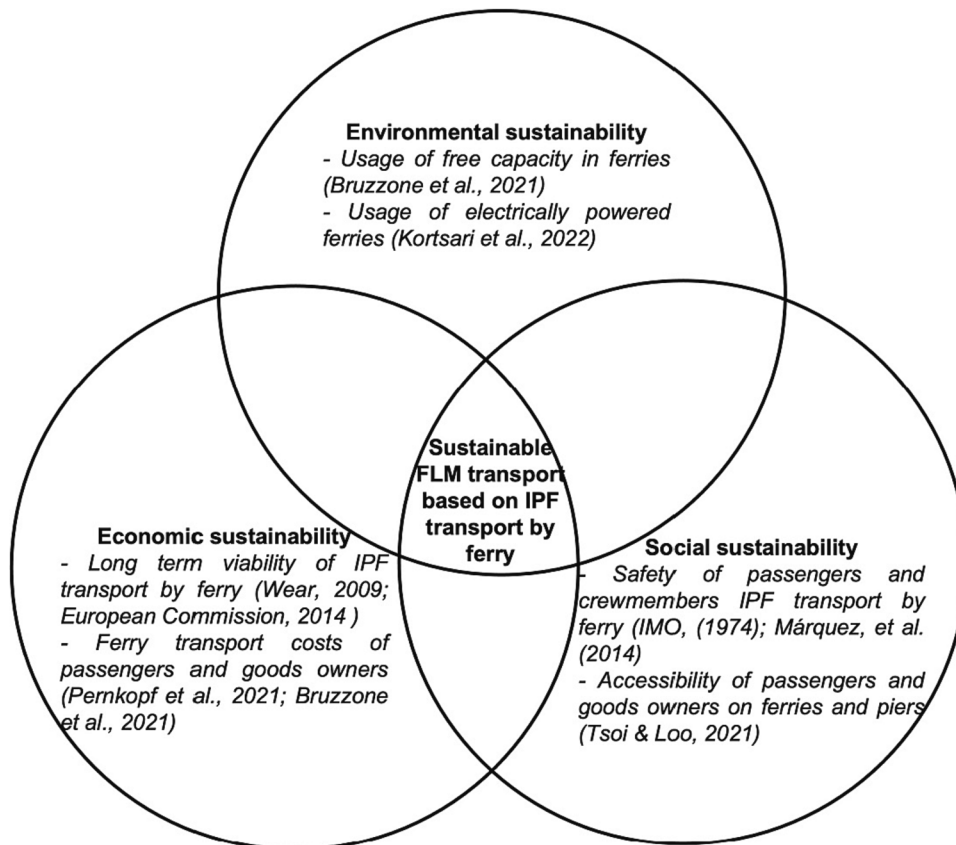 Environmental sustainability
- Usage of free capacity in ferries
(Bruzzone et al., 2021)
- Usage of electrically powered
ferries (Kortsari et al., 2022)
Sustainable
FLM transport
based on IPF
transport by
ferry
Economic sustainability
- Long term viability of IPF
transport by ferry (Wear, 2009;
European Commission, 2014 )
- Ferry transport costs of
passengers and goods owners
(Pernkopf et al., 2021; Bruzzone
et al., 2021)
Social sustainability
- Safety of passengers and
crewmembers IPF transport by
ferry (IMO, (1974); Márquez, et al.
(2014)
- Accessibility of passengers and
goods owners on ferries and piers
(Tsoi & Loo, 2021)